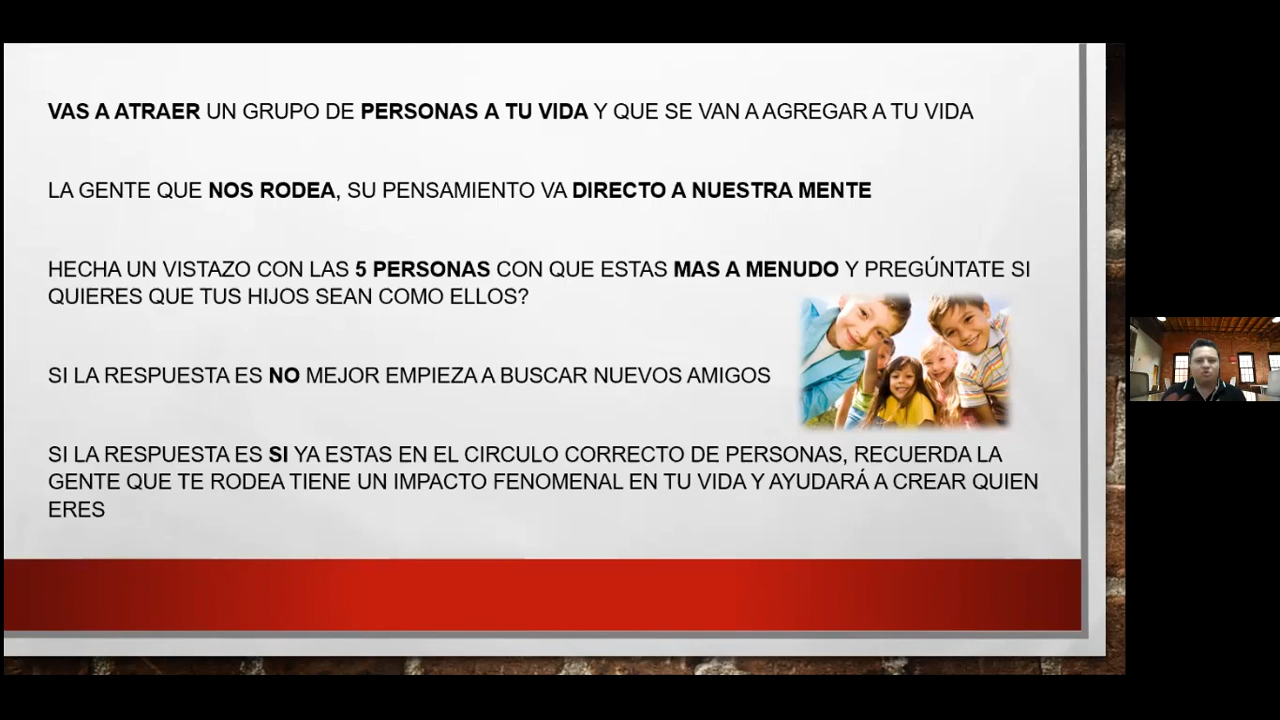 VAS A ATRAER UN GRUPO DE PERSONAS A TU VIDA Y QUE SE VAN A AGREGAR A TU VIDA
LA GENTE QUE NOS RODEA, SU PENSAMIENTO VA DIRECTO A NUESTRA MENTE
HECHA UN VISTAZO CON LAS 5 PERSONAS CON QUE ESTAS MAS A MENUDO Y PREGÚNTATE SI
QUIERES QUE TUS HIJOS SEAN COMO ELLOS?
SI LA RESPUESTA ES NO MEJOR EMPIEZA A BUSCAR NUEVOS AMIGOS
SI LA RESPUESTA ES SI YA ESTAS EN EL CIRCULO CORRECTO DE PERSONAS, RECUERDA LA
GENTE QUE TE RODEA TIENE UN IMPACTO FENOMENAL EN TU VIDA Y AYUDARÁ A CREAR QUIEN
ERES